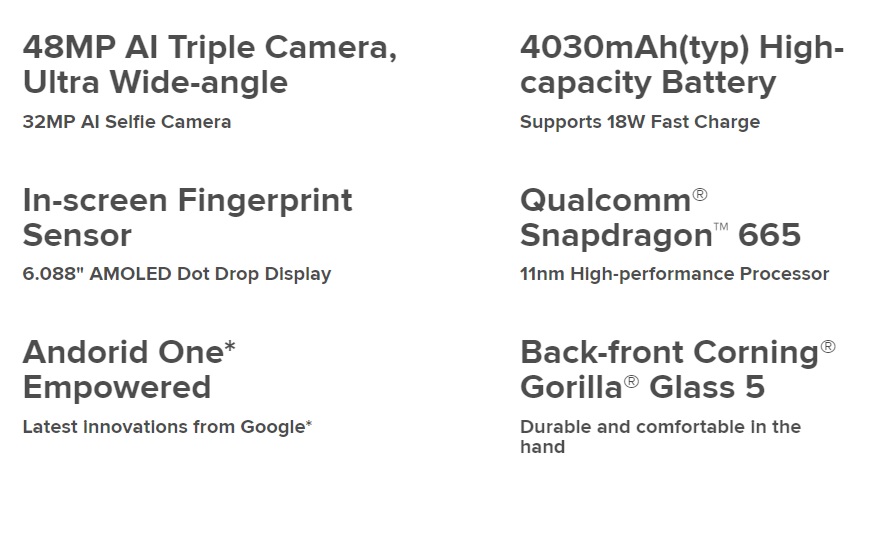 48MP AI Triple Camera,
Ultra Wide-angle
32MP AI Selfie Camera
4030mAh(typ) High-
capacity Battery
Supports 18W Fast Charge
In-screen Fingerprint
Sensor
6.088" AMOLED Dot Drop Display
Qualcomm®
Snapdragon™ 665
11nm High-performance Processor
Andorid One*
Empowered
Latest innovations from Google*
Back-front Corning®
Gorilla® Glass 5
Durable and comfortable in the
hand